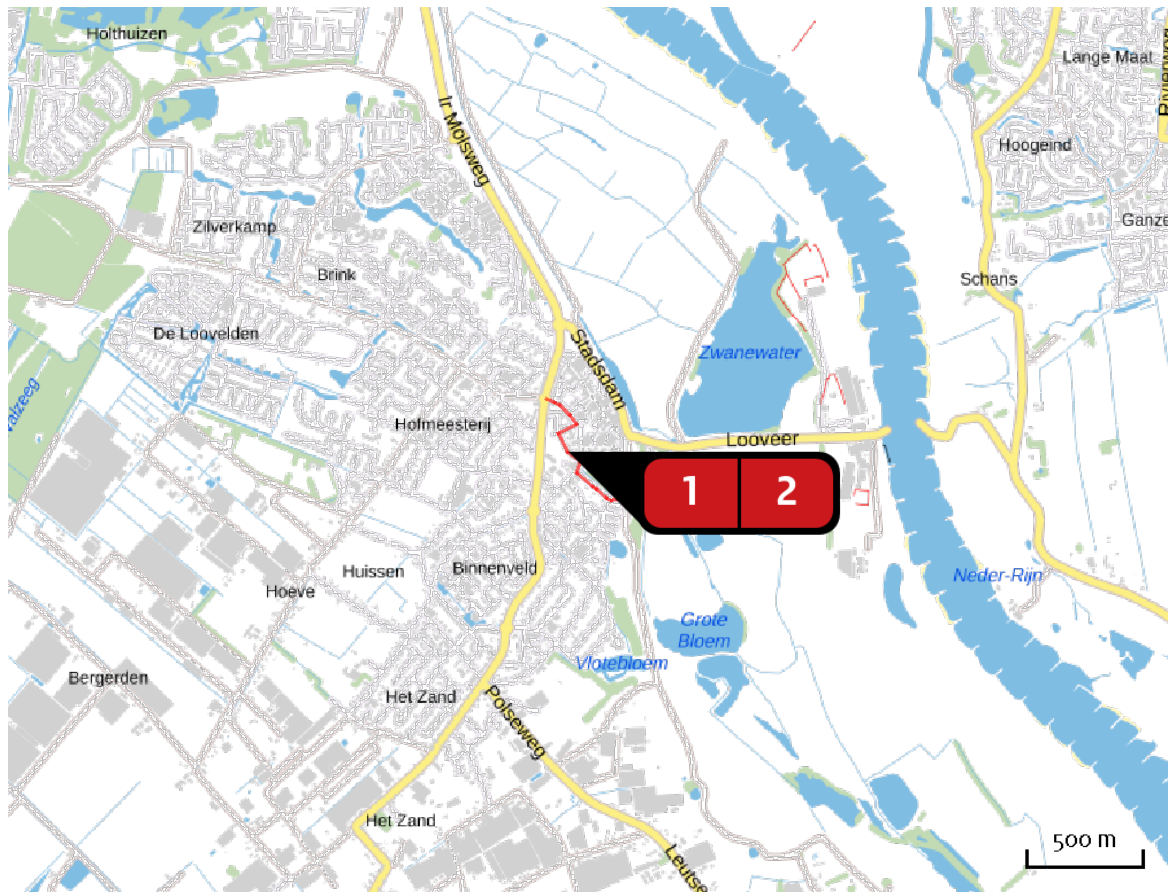 Holthuizen
Lange Maat
Ir Molsweg
Hoogeind
Zilverkamp
Ganze
Brink
Schans
De Loovelden
Stadsdam
Zwanewater
Hofmeesterij
Looveer
1 2
Binnenveld
Huissen
Hoeve
Neder-Rijn
Grote
Bloem
Vlotebloem
Bergerden
Het Zand
Polseweg
Het Zand
Leutse
500 m